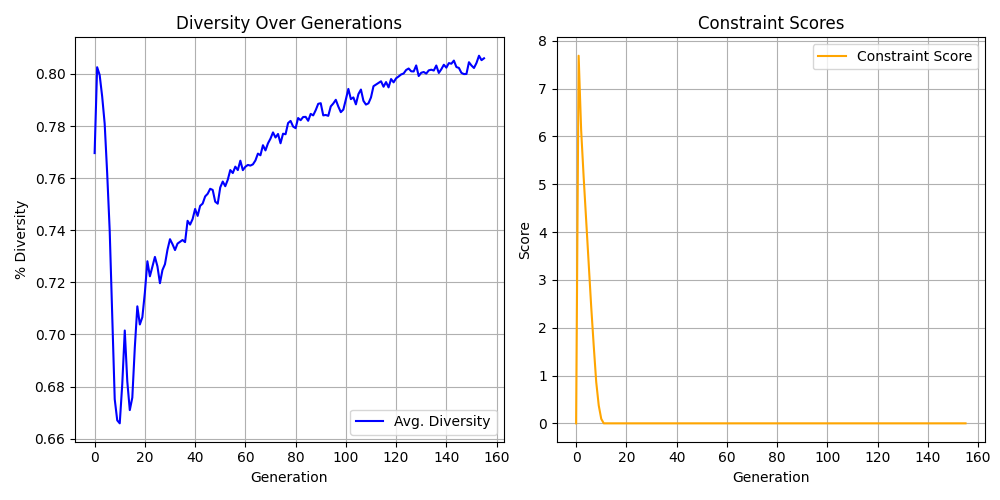 Diversity Over Generations
% Diversity
0.80
0.78
0.76
0.74
0.72
0.70
0.68
0.66
Avg. Diversity
0 20 40 60 80 100 120 140 160
Generation
Constraint Scores
Score
8
7
6
5
4
3
2
1
0
Constraint Score
0 20 40 60 80 100 120 140 160
Generation